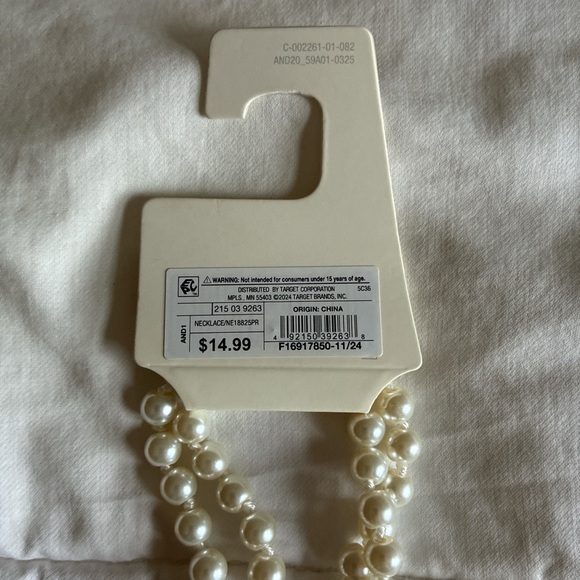 C-002261-01-082
AND20_59A01-0325
⚠ WARNING: Not intended for consumers under 15 years of age.
DISTRIBUTED BY TARGET CORPORATION 5C36
MPLS., MN 55403 ©2024 TARGET BRANDS, INC.
215 03 9263 ORIGIN: CHINA
AND1
NECKLACE/NE18825PR
$14.99
4 92150 39263 8
F16917850-11/24